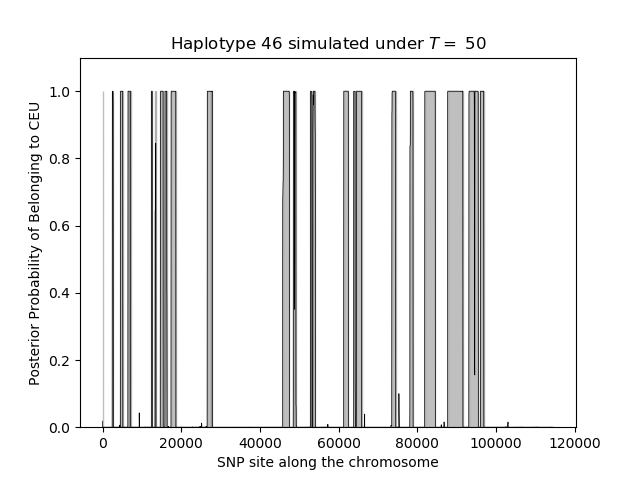 Haplotype 46 simulated under T = 50
Posterior Probability of Belonging to CEU
1.0
0.8
0.6
0.4
0.2
0.0
0 20000 40000 60000 80000 100000 120000
SNP site along the chromosome